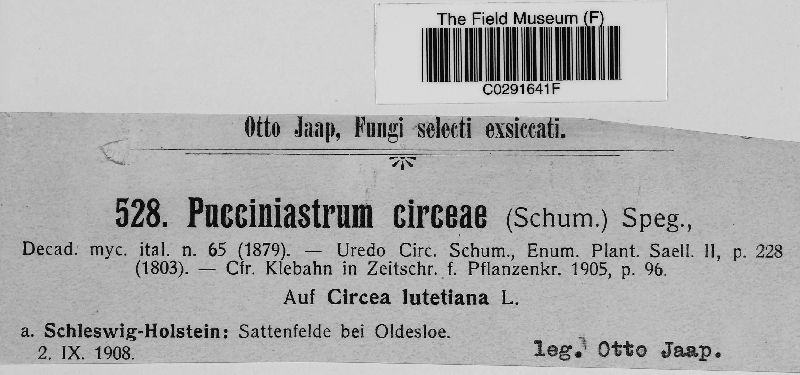 The Field Museum (F)
C0291641F
Otto Jaap, Fungi selecti exsiccati.
528. Pucciniastrum circeae (Schum.) Speg.,
Decad. myc. ital. n. 65 (1879). — Uredo Circ. Schum., Enum. Plant. Saell. II, p. 228
(1803). — Cfr. Klebahn in Zeitschr. f. Pflanzenkr. 1905, p. 96.
Auf Circea lutetiana L.
a. Schleswig-Holstein: Sattenfelde bei Oldesloe.
2. IX. 1908.
leg. Otto Jaap.